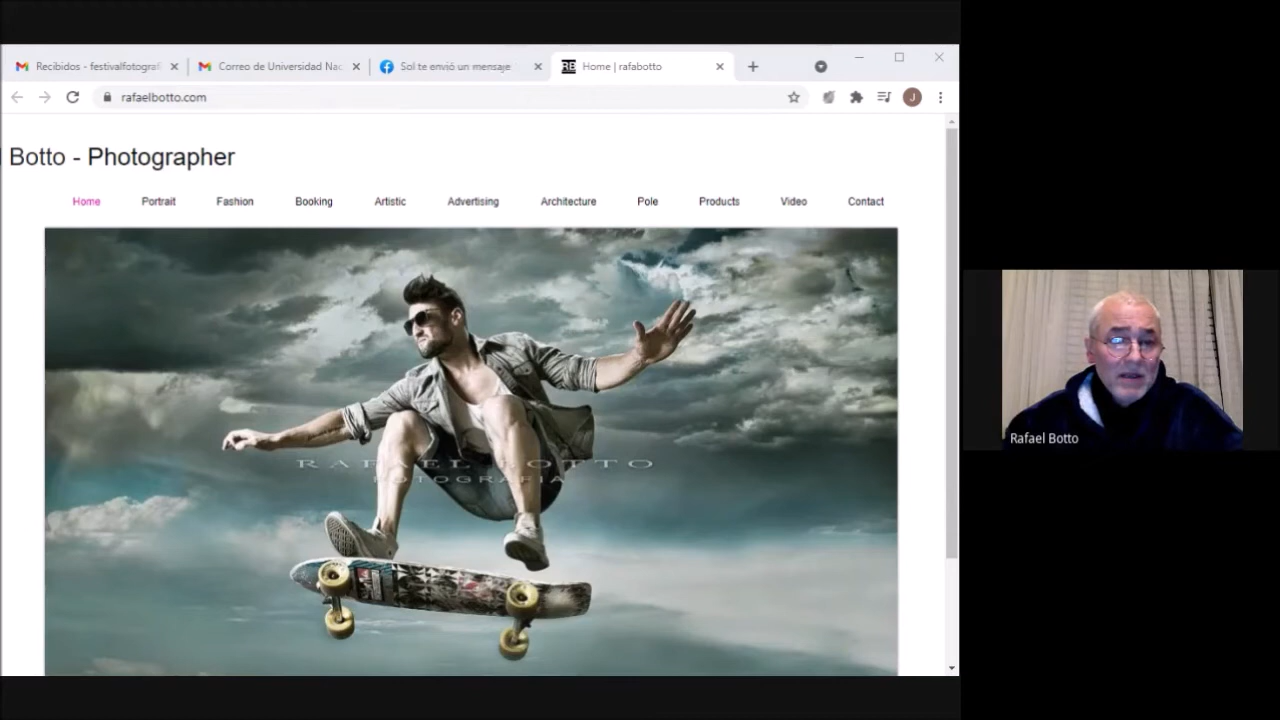 Recibidos - festivalfotograf
Correo de Universidad Nac
Sol te envió un mensaje
RB Home | rafabotto
rafaelbotto.com
J
Botto - Photographer
Home Portrait Fashion Booking Artistic Advertising Architecture Pole Products Video Contact
RAFAEL BOTTO
FOTOGRAFIA
Rafael Botto